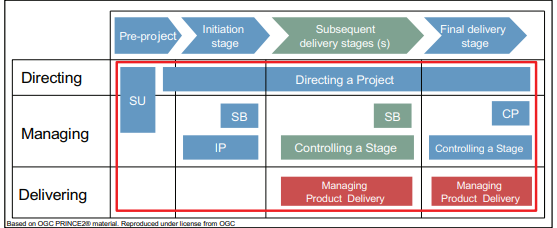 Pre-project
Initiation
stage
Subsequent
delivery stages (s)
Final delivery
stage
Directing
SU
Directing a Project
Managing
SB
SB
CP
IP
Controlling a Stage
Controlling a Stage
Delivering
Managing
Product Delivery
Managing
Product Delivery
Based on OGC PRINCE2® material. Reproduced under license from OGC